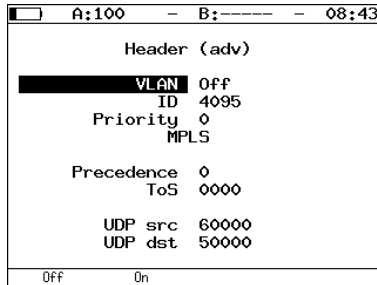 A:100 – B:----- – 08:43
Header (adv)
VLAN Off
ID 4095
Priority 0
MPLS
Precedence 0
ToS 0000
UDP src 60000
UDP dst 50000
Off On